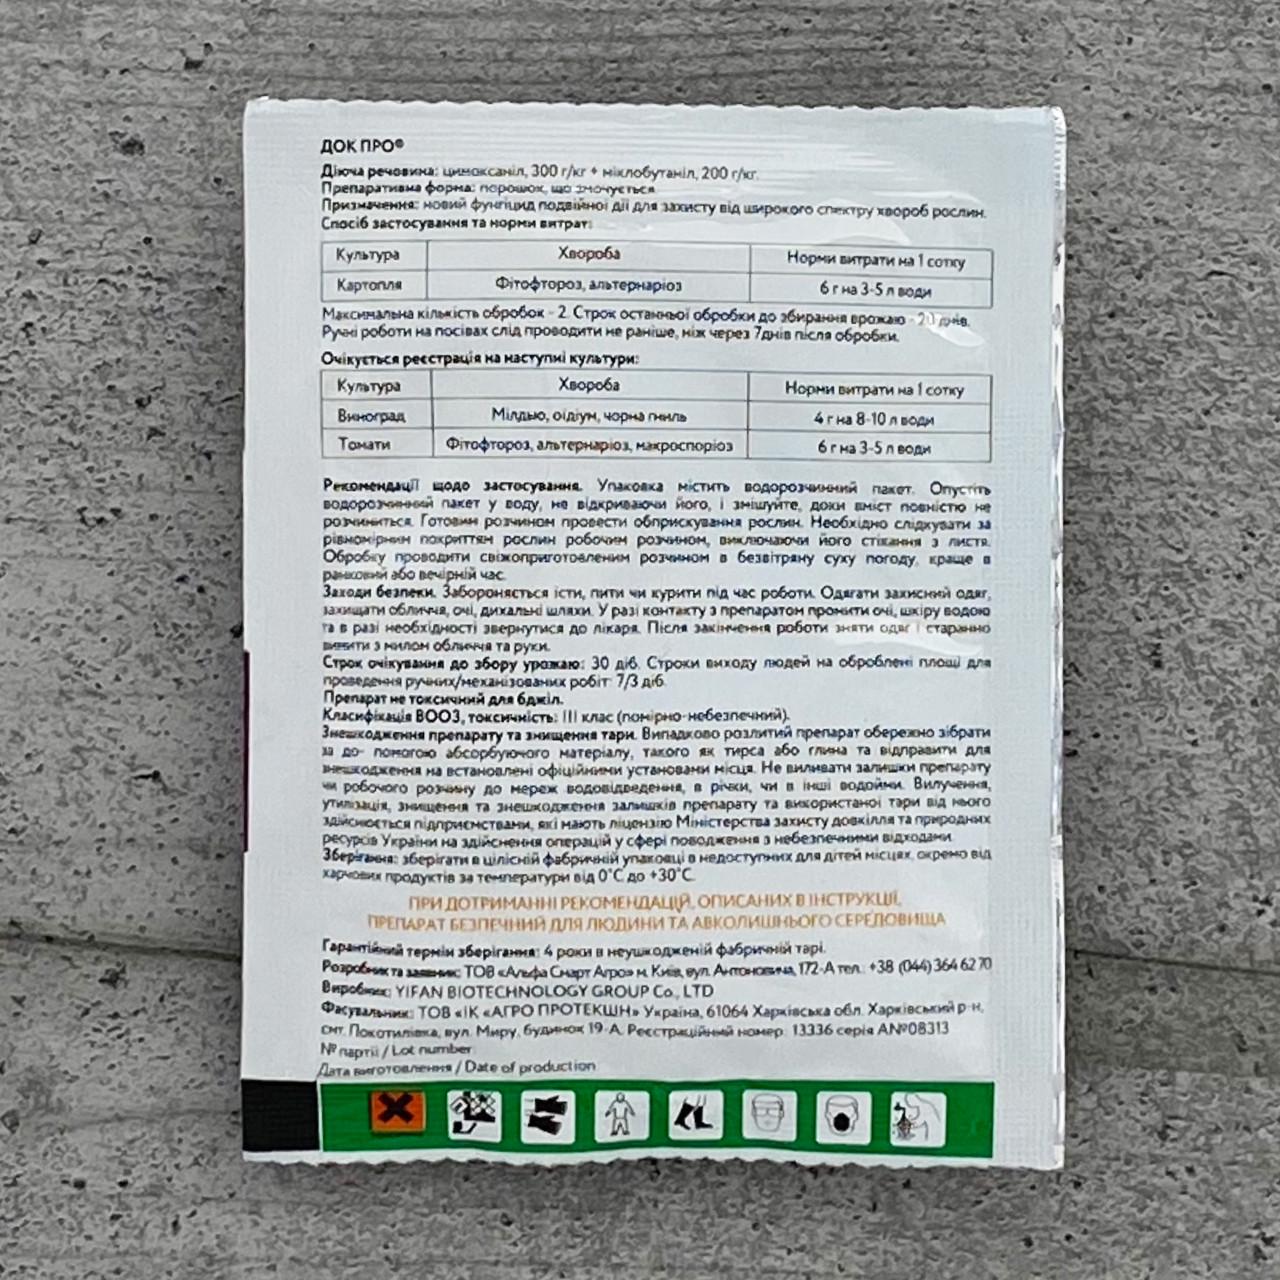 ДОК ПРО®
Діюча речовина: цимоксаніл, 300 г/кг + міклобутаніл, 200 г/кг.
Препаративна форма: порошок, що змочується
Призначення: новий фунгіцид подвійної дії для захисту від широкого спектру хвороб рослин.
Спосіб застосування та норми витрат:
Культура Хвороба Норми витрати на 1 сотку
Картопля Фітофтороз, альтернаріоз 6 г на 3-5 л води
Максимальна кількість обробок - 2. Строк останньої обробки до збирання врожаю - 20 днів.
Ручні роботи на посівах слід проводити не раніше, ніж через 7днів після обробки.
Очікується реєстрація на наступні культури:
Культура Хвороба Норми витрати на 1 сотку
Виноград Мілдью, оїдіум, чорна гниль 4 г на 8-10 л води
Томати Фітофтороз, альтернаріоз, макроспоріоз 6 г на 3-5 л води
Рекомендації щодо застосування. Упаковка містить водорозчинний пакет. Опустіть
водорозчинний пакет у воду, не відкриваючи його, і змішуйте, доки вміст повністю не
розчиниться. Готовим розчином провести обприскування рослин. Необхідно слідкувати за
рівномірним покриттям рослин робочим розчином, виключаючи його стікання з листя.
Обробку проводити свіжоприготовленим розчином в безвітряну суху погоду, краще в
ранковий або вечірній час.
Заходи безпеки. Забороняється їсти, пити чи курити під час роботи. Одягати захисний одяг,
захищати обличчя, очі, дихальні шляхи. У разі контакту з препаратом промити очі, шкіру водою
та в разі необхідності звернутися до лікаря. Після закінчення роботи зняти одяг і старанно
вимити з милом обличчя та руки.
Строк очікування до збору урожаю: 30 діб. Строки виходу людей на оброблені площі для
проведення ручних/механізованих робіт: 7/3 діб.
Препарат не токсичний для бджіл.
Класифікація ВООЗ, токсичність: III клас (помірно-небезпечний).
Знешкодження препарату та знищення тари. Випадково розлитий препарат обережно зібрати
за до- помогою абсорбуючого матеріалу, такого як тирса або глина та відправити для
знешкодження на встановлені офіційними установами місця. Не виливати залишки препарату
чи робочого розчину до мереж водовідведення, в річки, чи в інші водойми. Вилучення,
утилізація, знищення та знешкодження залишків препарату та використаної тари від нього
здійснюється підприємствами, які мають ліцензію Міністерства захисту довкілля та природних
ресурсів України на здійснення операцій у сфері поводження з небезпечними відходами.
Зберігання: зберігати в цілісній фабричній упаковці в недоступних для дітей місцях, окремо від
харчових продуктів за температури від 0°С до +30°С.
ПРИ ДОТРИМАННІ РЕКОМЕНДАЦІЙ, ОПИСАНИХ В ІНСТРУКЦІЇ,
ПРЕПАРАТ БЕЗПЕЧНИЙ ДЛЯ ЛЮДИНИ ТА АВКОЛИШНЬОГО СЕРЕДОВИЩА
Гарантійний термін зберігання: 4 роки в неушкодженій фабричній тарі.
Розробник та заявник: ТОВ «Альфа Смарт Агро» м. Київ, вул. Антоновича, 172-А тел.: +38 (044) 364 62 70
Виробник: YIFAN BIOTECHNOLOGY GROUP Co., LTD
Фасувальник: ТОВ «ІК «АГРО ПРОТЕКШН» Україна, 61064 Харківська обл. Харківський р-н,
смт. Покотилівка, вул. Миру, будинок 19-А. Реєстраційний номер: 13336 серія АN№08313
№ партії / Lot number
Дата виготовлення / Date of production